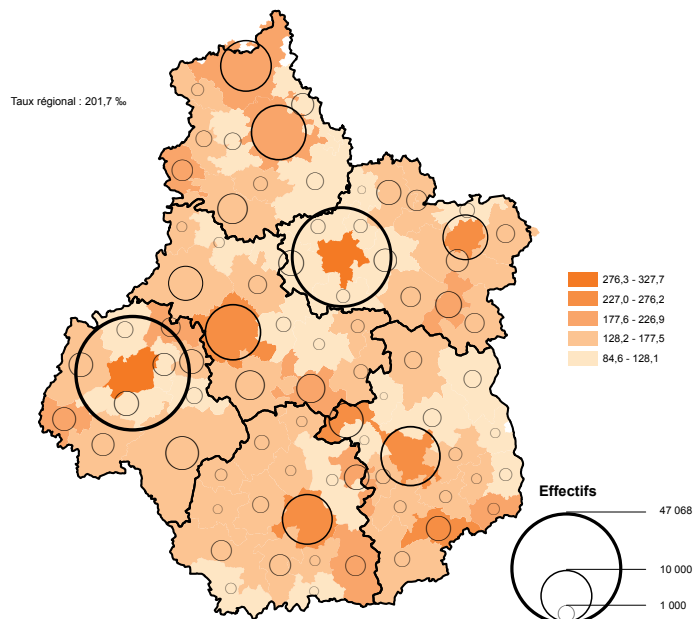 Taux régional : 201,7 ‰
276,3 - 327,7
227,0 - 276,2
177,6 - 226,9
128,2 - 177,5
84,6 - 128,1
Effectifs
47 068
10 000
1 000